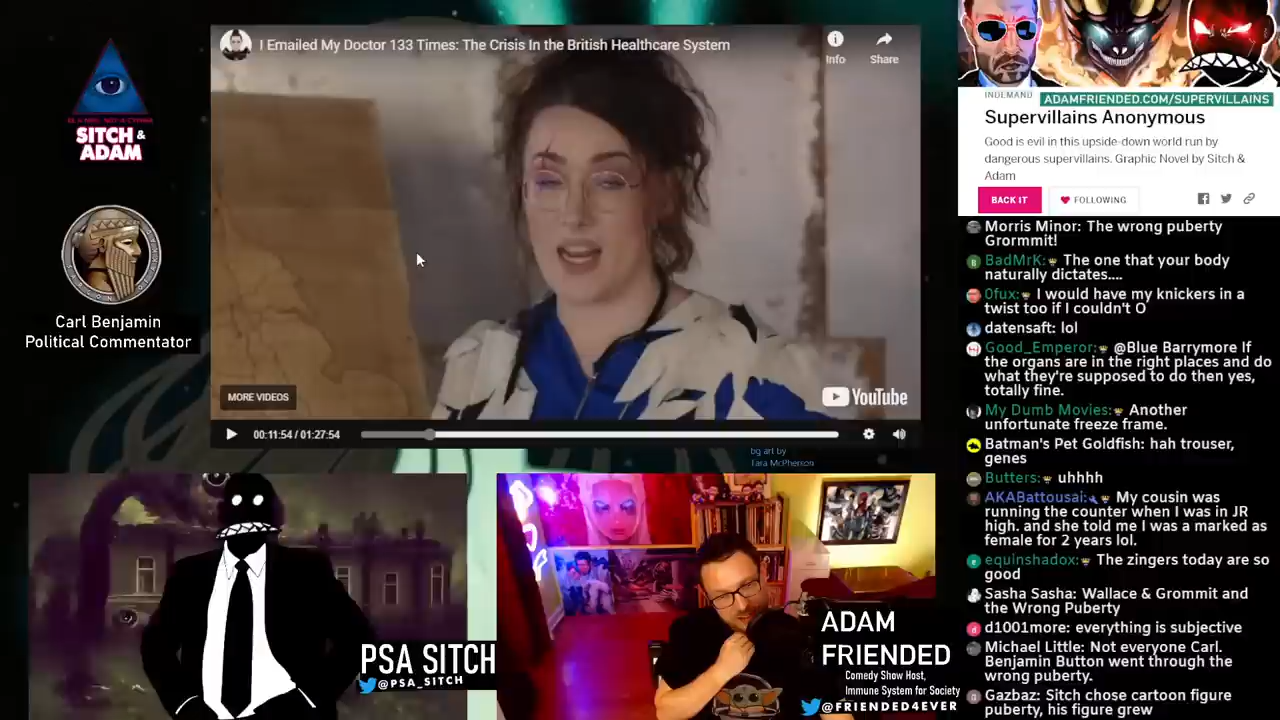 I Emailed My Doctor 133 Times: The Crisis In the British Healthcare System
Info
Share
SITCH &
ADAM
Carl Benjamin
Political Commentator
MORE VIDEOS
YouTube
00:11:54 / 01:27:54
bg art by
Tara McPherson
PSA SITCH
@PSA_SITCH
ADAM
FRIENDED
Comedy Show Host,
Immune System for Society
@FRIENDED4EVER
INDEMAND
ADAMFRIENDED.COM/SUPERVILLAINS
Supervillains Anonymous
Good is evil in this upside-down world run by
dangerous supervillains. Graphic Novel by Sitch &
Adam
BACK IT
FOLLOWING
Morris Minor: The wrong puberty
Grormmit!
BadMrK: The one that your body
naturally dictates....
0fux: I would have my knickers in a
twist too if I couldn't O
datensaft: lol
Good_Emperor: @Blue Barrymore If
the organs are in the right places and do
what they're supposed to do then yes,
totally fine.
My Dumb Movies: Another
unfortunate freeze frame.
Batman's Pet Goldfish: hah trouser,
genes
Butters: uhhhh
AKABattousai: My cousin was
running the counter when I was in JR
high. and she told me I was a marked as
female for 2 years lol.
equinshadox: The zingers today are so
good
Sasha Sasha: Wallace & Grommit and
the Wrong Puberty
d1001more: everything is subjective
Michael Little: Not everyone Carl.
Benjamin Button went through the
wrong puberty.
Gazbaz: Sitch chose cartoon figure
puberty, his figure grew